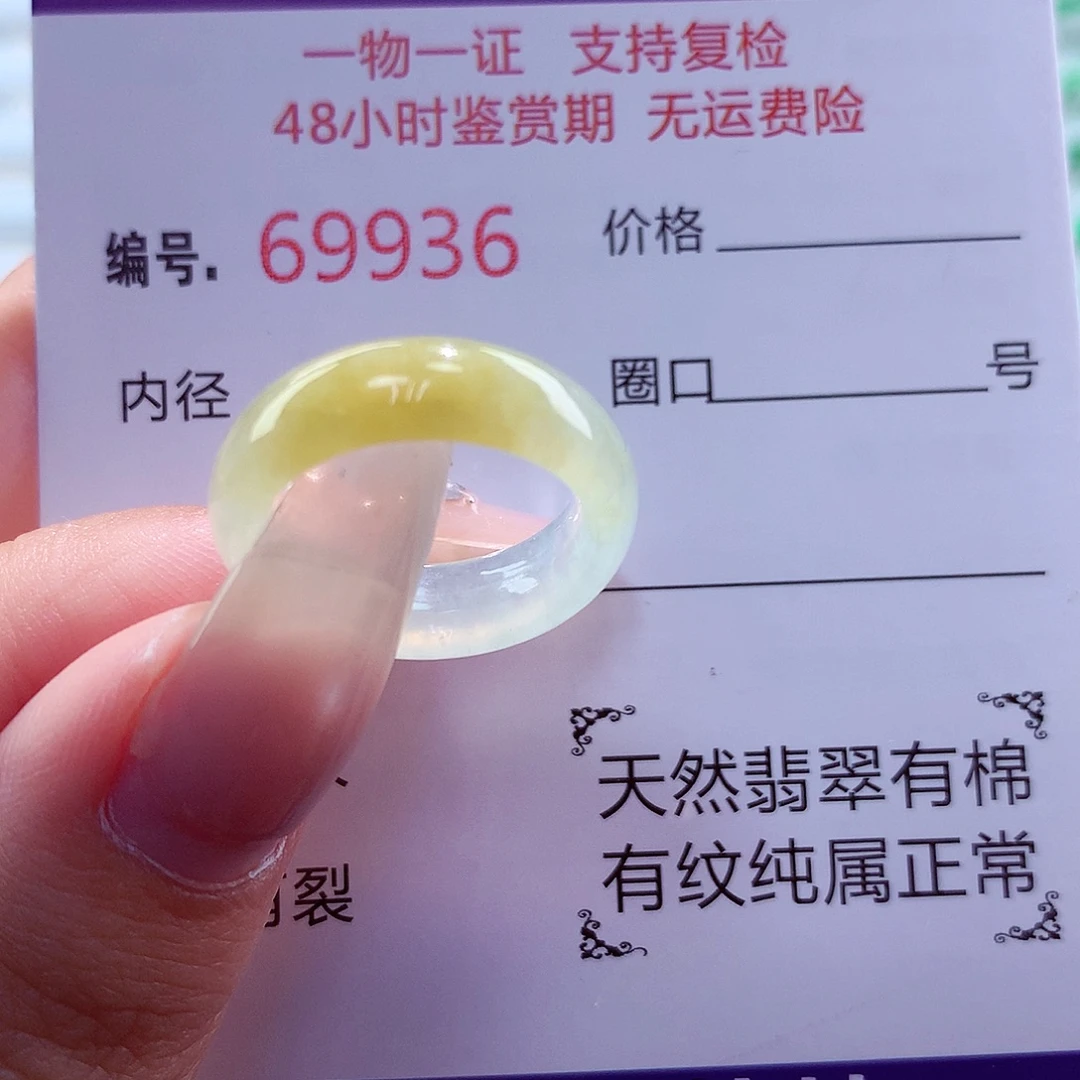 一物一证 支持复检
48小时鉴赏期 无运费险
编号. 69936 价格
内径 圈口 号
天然翡翠有棉
有纹纯属正常
裂